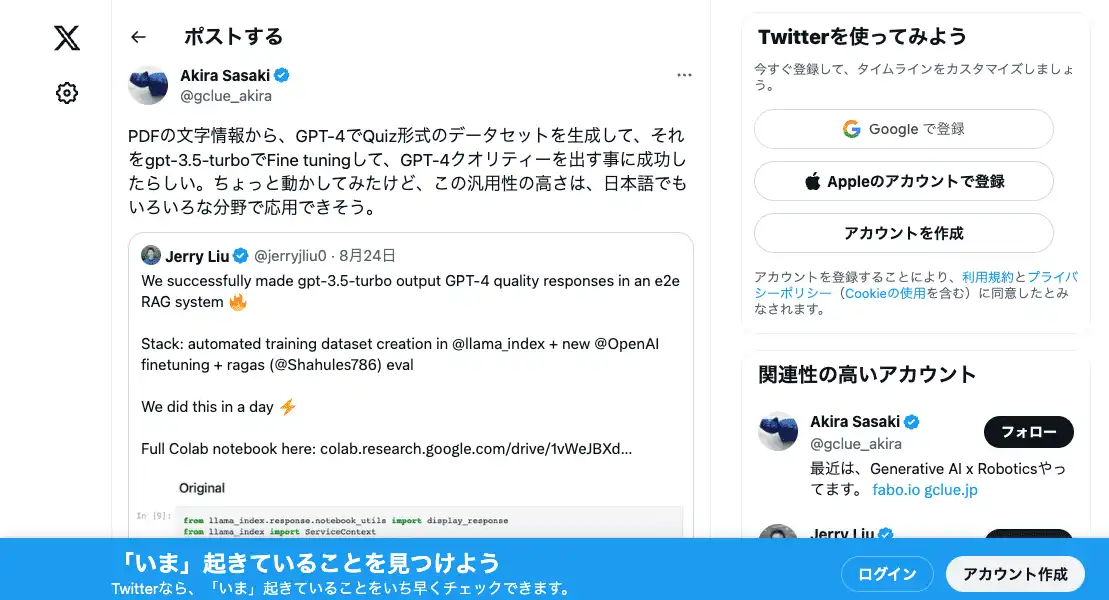 ポストする
Akira Sasaki
@gclue_akira
PDFの文字情報から、GPT-4でQuiz形式のデータセットを生成して、それ
をgpt-3.5-turboでFine tuningして、GPT-4クオリティーを出す事に成功し
たらしい。ちょっと動かしてみたけど、この汎用性の高さは、日本語でも
いろいろな分野で応用できそう。
Jerry Liu @jerryjliu0 · 8月24日
We successfully made gpt-3.5-turbo output GPT-4 quality responses in an e2e
RAG system 🔥
Stack: automated training dataset creation in @llama_index + new @OpenAI
finetuning + ragas (@Shahules786) eval
We did this in a day ⚡
Full Colab notebook here: colab.research.google.com/drive/1vWeJBXd...
Original
In [9]:
from llama_index.response.notebook_utils import display_response
from llama_index import ServiceContext
Twitterを使ってみよう
今すぐ登録して、タイムラインをカスタマイズしましょ
う。
Google で登録
Appleのアカウントで登録
アカウントを作成
アカウントを登録することにより、利用規約とプライバ
シーポリシー（Cookieの使用を含む）に同意したとみ
なされます。
関連性の高いアカウント
Akira Sasaki
@gclue_akira
フォロー
最近は、Generative AI x Roboticsやっ
てます。 fabo.io gclue.jp
Jerry Liu
「いま」起きていることを見つけよう
Twitterなら、「いま」起きていることをいち早くチェックできます。
ログイン
アカウント作成